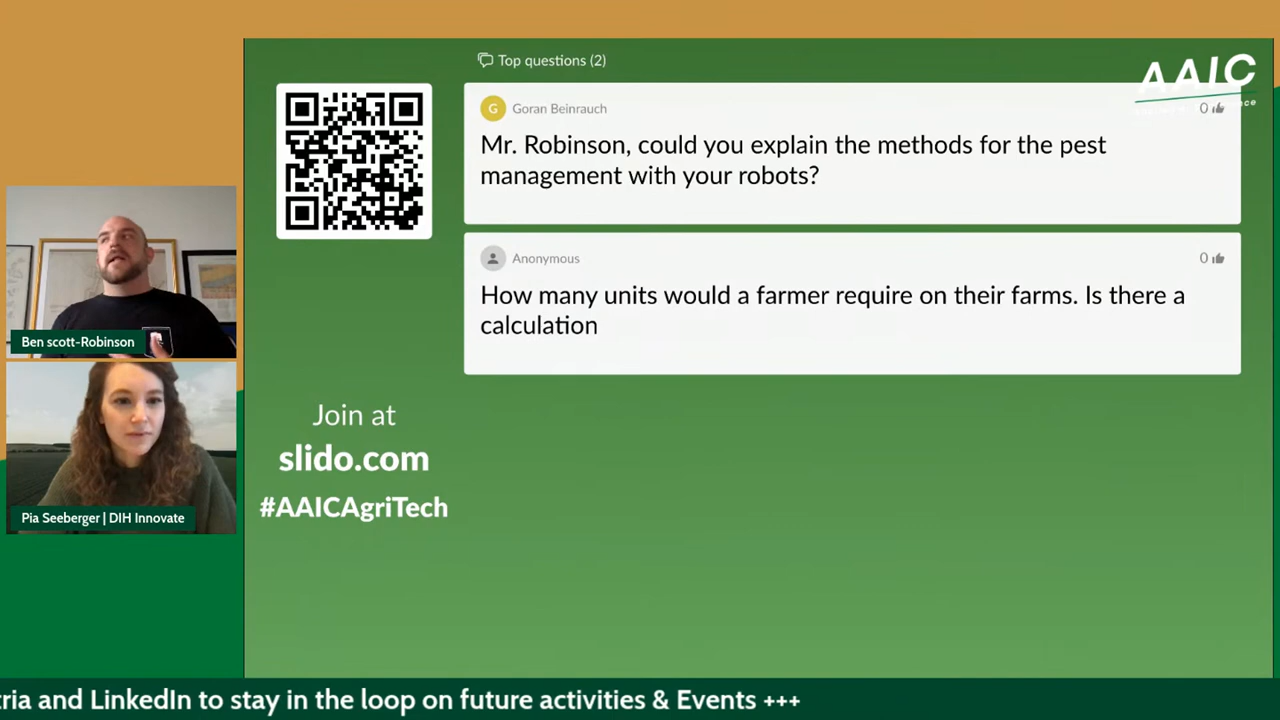 Top questions (2)
AAIC
G
Goran Beinrauch
0
Mr. Robinson, could you explain the methods for the pest
management with your robots?
Anonymous
0
How many units would a farmer require on their farms. Is there a
calculation
Ben scott-Robinson
Join at
slido.com
#AAICAgriTech
Pia Seeberger | DIH Innovate
and LinkedIn to stay in the loop on future activities & Events +++